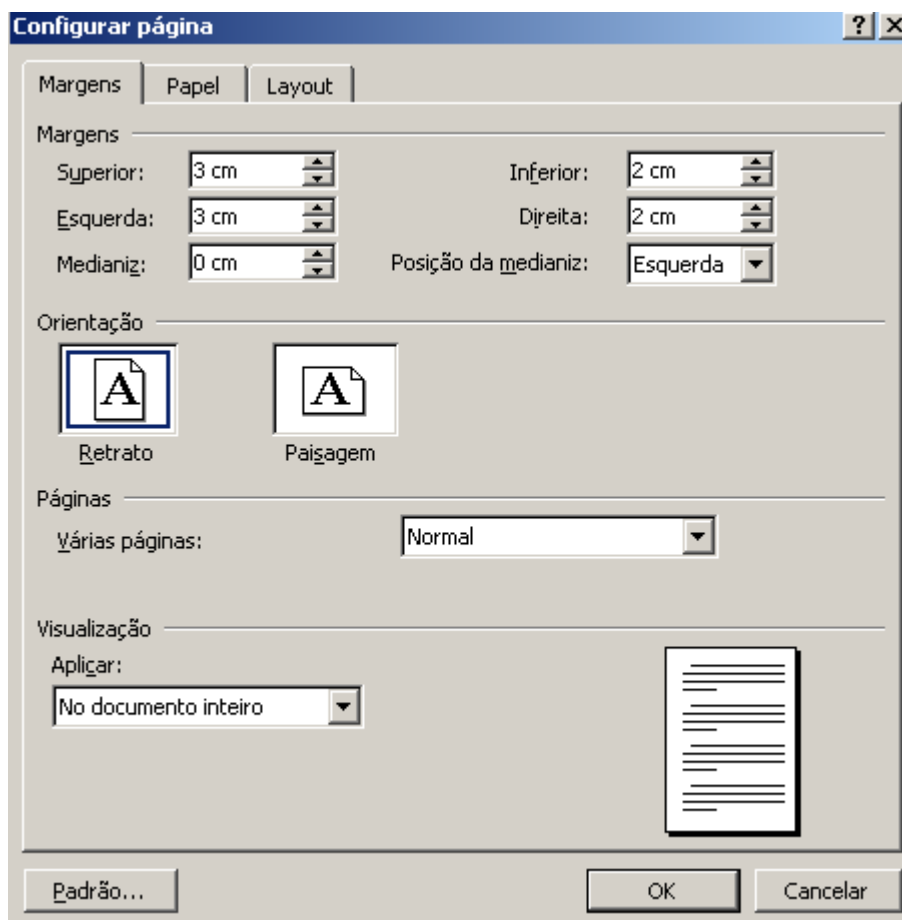 Configurar página
Margens Papel Layout
Margens
Superior: 3 cm Inferior: 2 cm
Esquerda: 3 cm Direita: 2 cm
Medianiz: 0 cm Posição da medianiz: Esquerda
Orientação
A A
Retrato Paisagem
Páginas
Várias páginas: Normal
Visualização
Aplicar:
No documento inteiro
Padrão... OK Cancelar